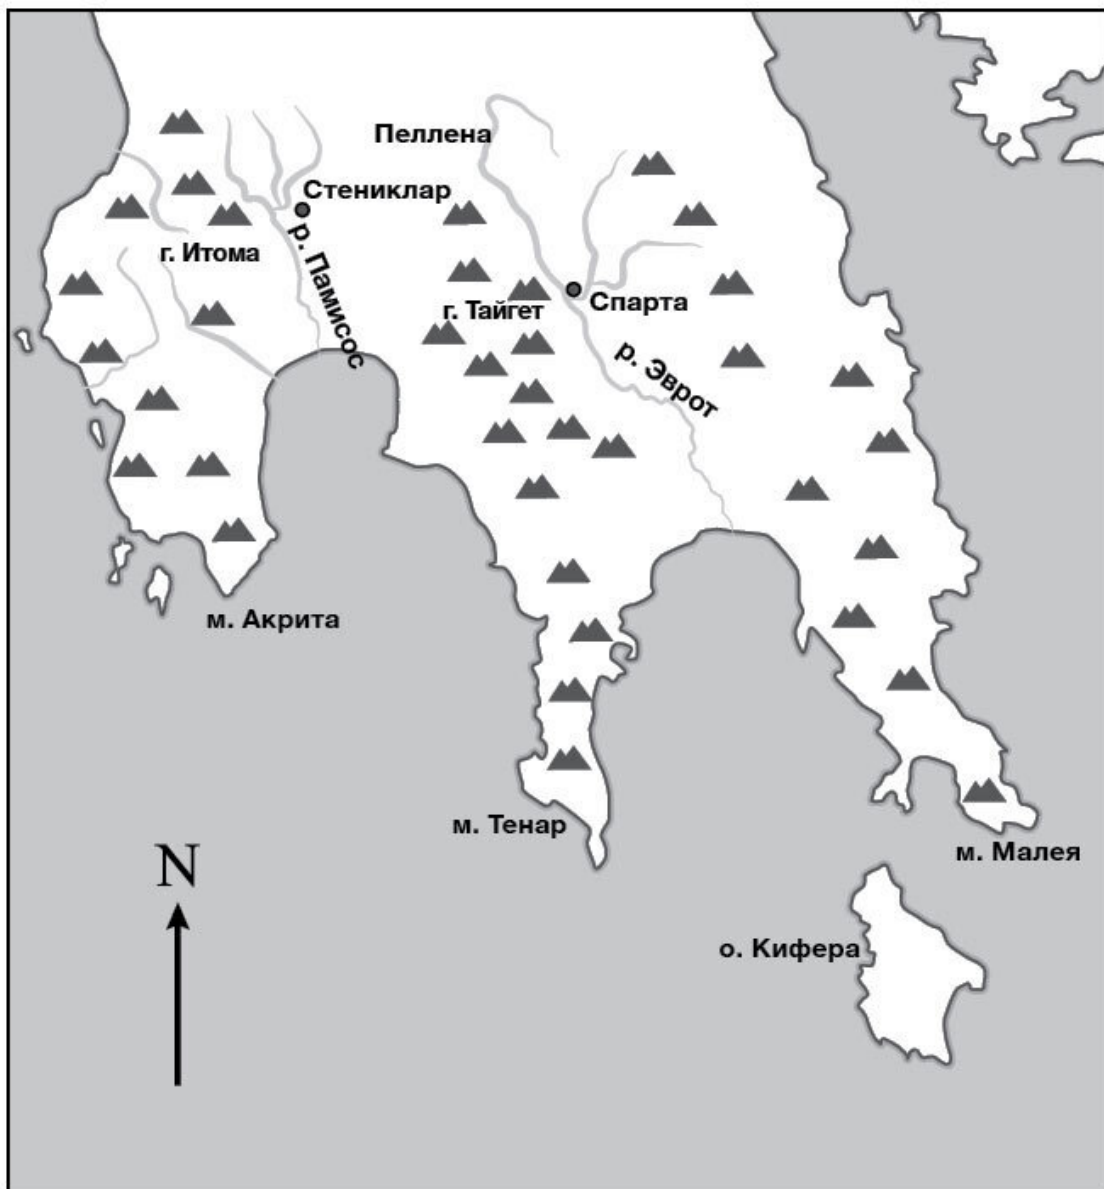 Пеллена
Стениклар
г. Итома
р. Памисос
г. Тайгет
Спарта
р. Эврот
м. Акрита
м. Тенар
м. Малея
N
о. Кифера